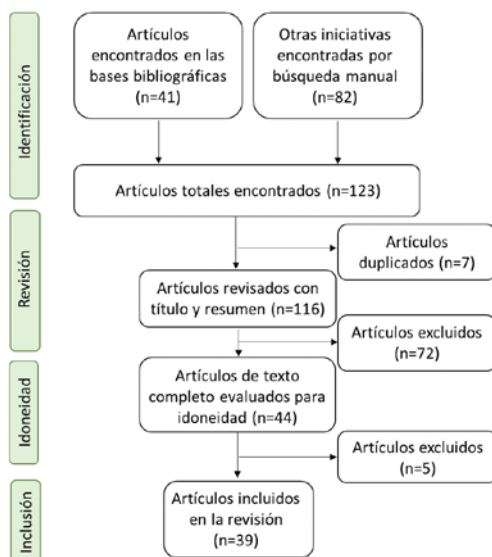 Identificación
Artículos
encontrados en las
bases bibliográficas
(n=41)
Otras iniciativas
encontradas por
búsqueda manual
(n=82)
Artículos totales encontrados (n=123)
Revisión
Artículos
duplicados (n=7)
Artículos revisados con
título y resumen (n=116)
Artículos excluidos
(n=72)
Idoneidad
Artículos de texto
completo evaluados para
idoneidad (n=44)
Artículos excluidos
(n=5)
Inclusión
Artículos incluidos
en la revisión
(n=39)